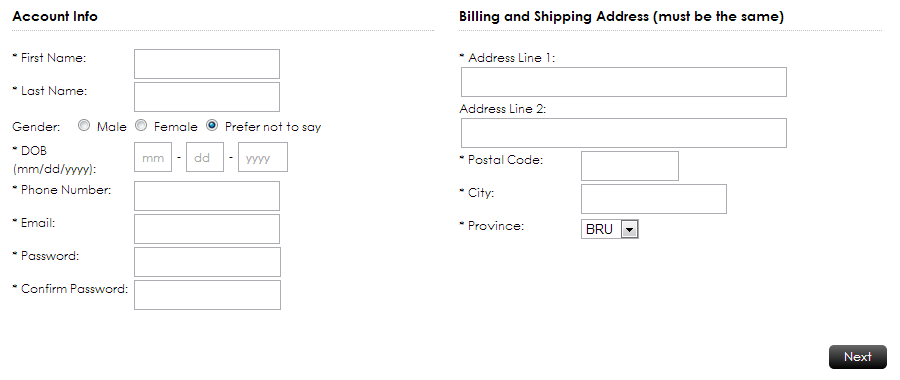 Account Info
* First Name:
* Last Name:
Gender: Male Female Prefer not to say
* DOB
(mm/dd/yyyy):
mm - dd - yyyy
* Phone Number:
* Email:
* Password:
* Confirm Password:
Billing and Shipping Address (must be the same)
* Address Line 1:
Address Line 2:
* Postal Code:
* City:
* Province: BRU
Next